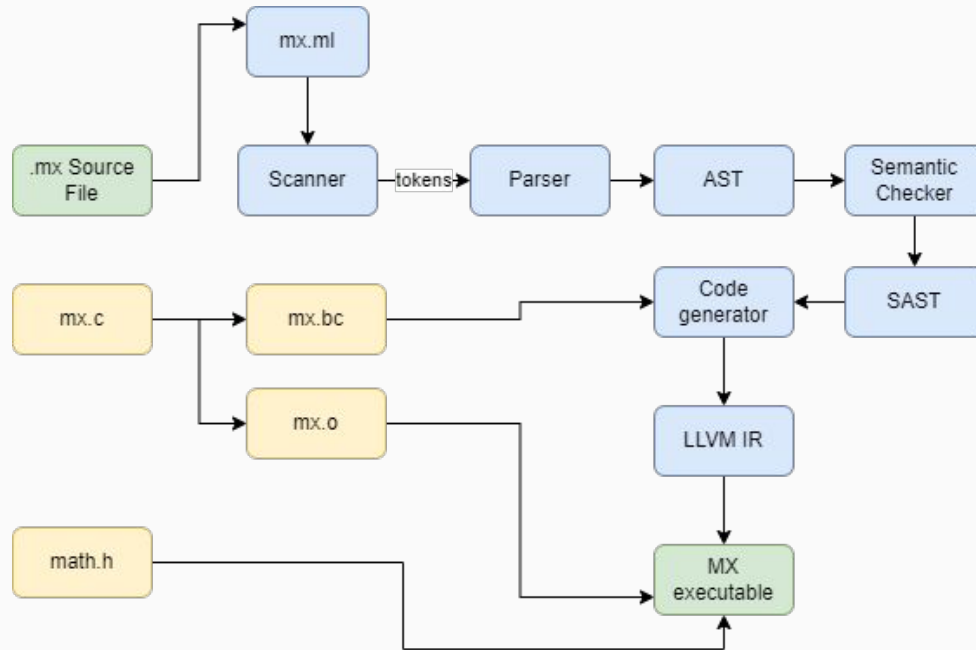 mx.ml
.mx Source
File
Scanner
tokens
Parser
AST
Semantic
Checker
mx.c
mx.bc
Code
generator
SAST
mx.o
LLVM IR
math.h
MX
executable